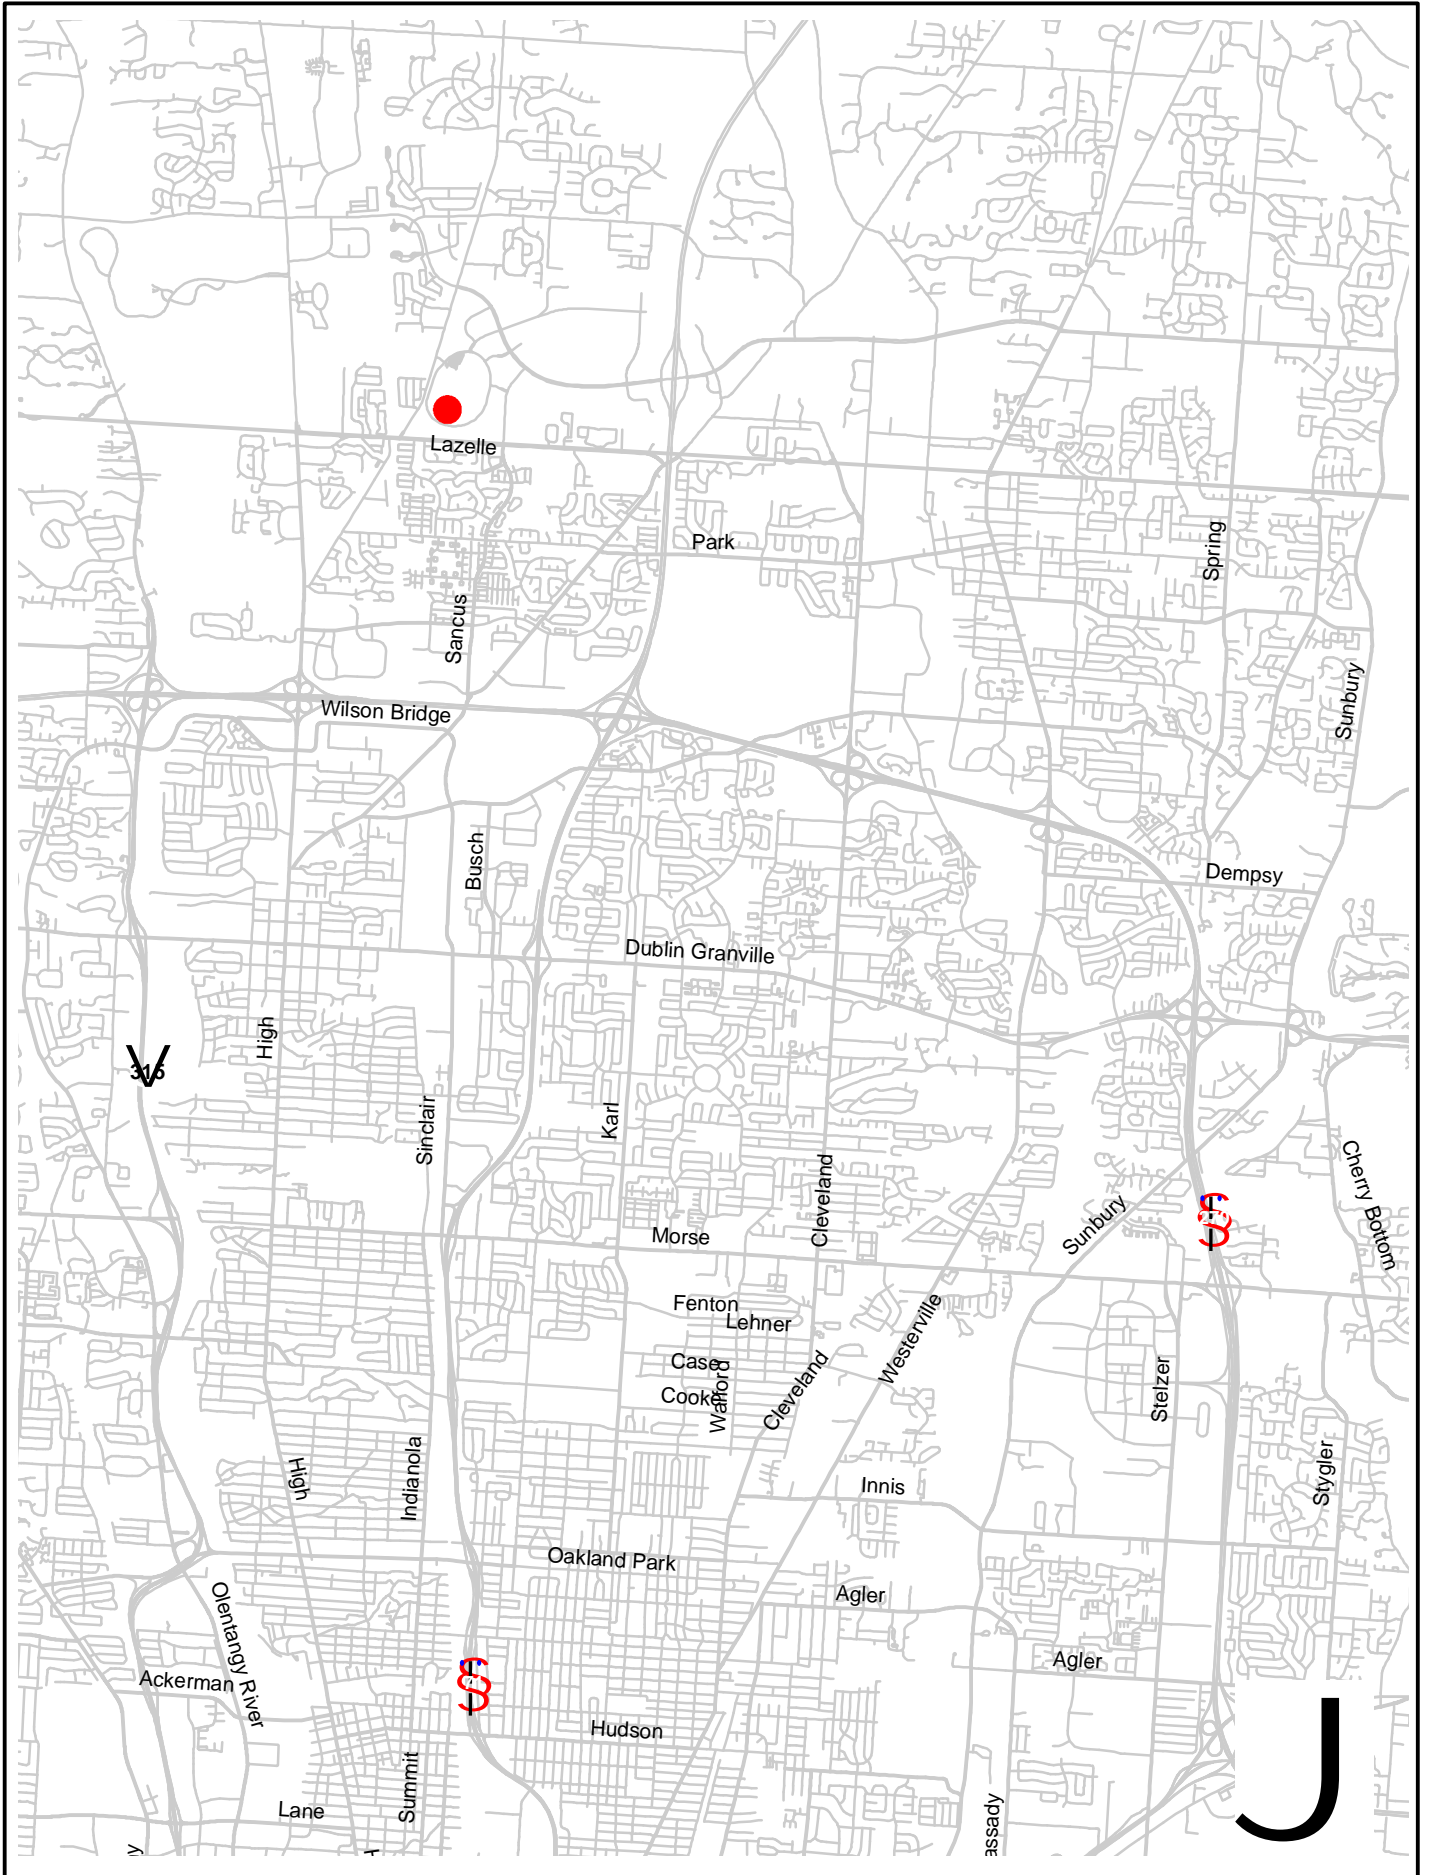 Lazelle
Park
Spring
Sancus
Sunbury
Wilson Bridge
Busch
Dempsy
Dublin Granville
High
315
Karl
Sinclair
Cleveland
Cherry Bottom
Sunbury
Morse
Fenton
Lehner
Westerville
Case
Cooke
Walford
Cleveland
Stelzer
Indianola
High
Stygler
Innis
Oakland Park
Agler
Olentangy River
Agler
Ackerman
Hudson
Summit
Lane
assady
y
H
J